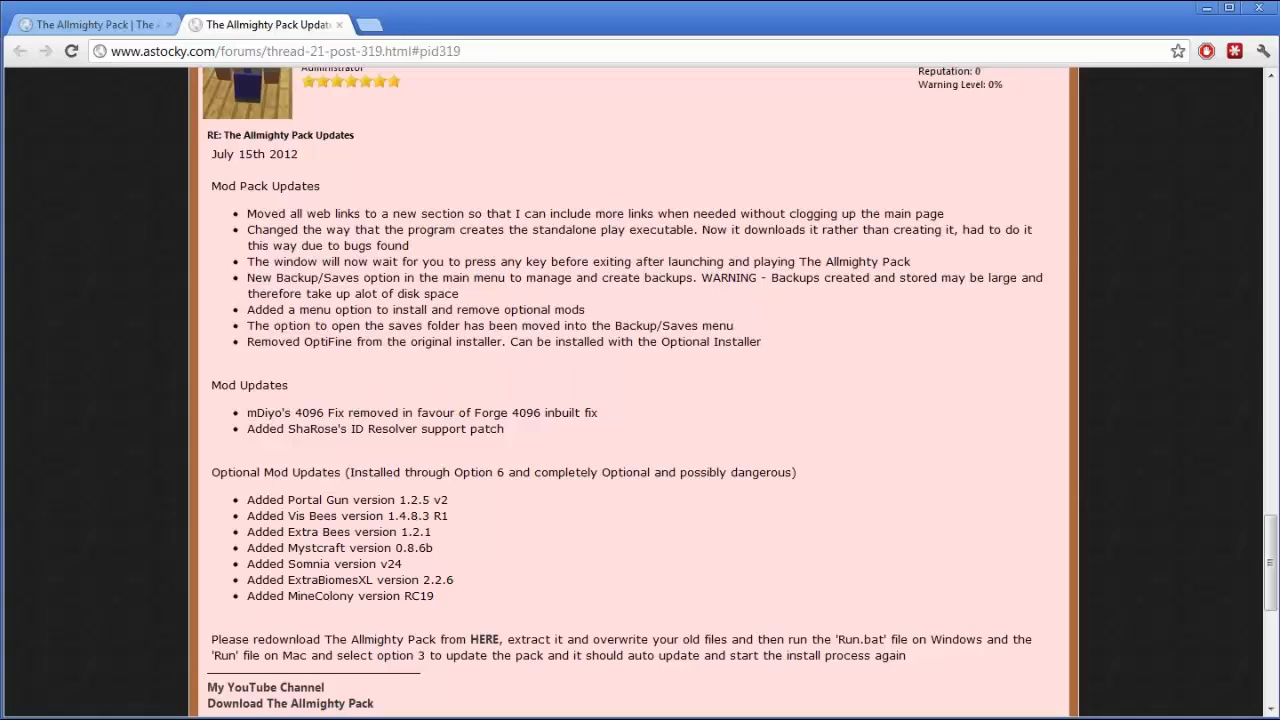 The Allmighty Pack | The A
The Allmighty Pack Updat
www.astocky.com/forums/thread-21-post-319.html#pid319
Administrator
Reputation: 0
Warning Level: 0%
RE: The Allmighty Pack Updates
July 15th 2012
Mod Pack Updates
Moved all web links to a new section so that I can include more links when needed without clogging up the main page
Changed the way that the program creates the standalone play executable. Now it downloads it rather than creating it, had to do it
this way due to bugs found
The window will now wait for you to press any key before exiting after launching and playing The Allmighty Pack
New Backup/Saves option in the main menu to manage and create backups. WARNING - Backups created and stored may be large and
therefore take up alot of disk space
Added a menu option to install and remove optional mods
The option to open the saves folder has been moved into the Backup/Saves menu
Removed OptiFine from the original installer. Can be installed with the Optional Installer
Mod Updates
mDiyo's 4096 Fix removed in favour of Forge 4096 inbuilt fix
Added ShaRose's ID Resolver support patch
Optional Mod Updates (Installed through Option 6 and completely Optional and possibly dangerous)
Added Portal Gun version 1.2.5 v2
Added Vis Bees version 1.4.8.3 R1
Added Extra Bees version 1.2.1
Added Mystcraft version 0.8.6b
Added Somnia version v24
Added ExtraBiomesXL version 2.2.6
Added MineColony version RC19
Please redownload The Allmighty Pack from HERE, extract it and overwrite your old files and then run the 'Run.bat' file on Windows and the
'Run' file on Mac and select option 3 to update the pack and it should auto update and start the install process again
My YouTube Channel
Download The Allmighty Pack